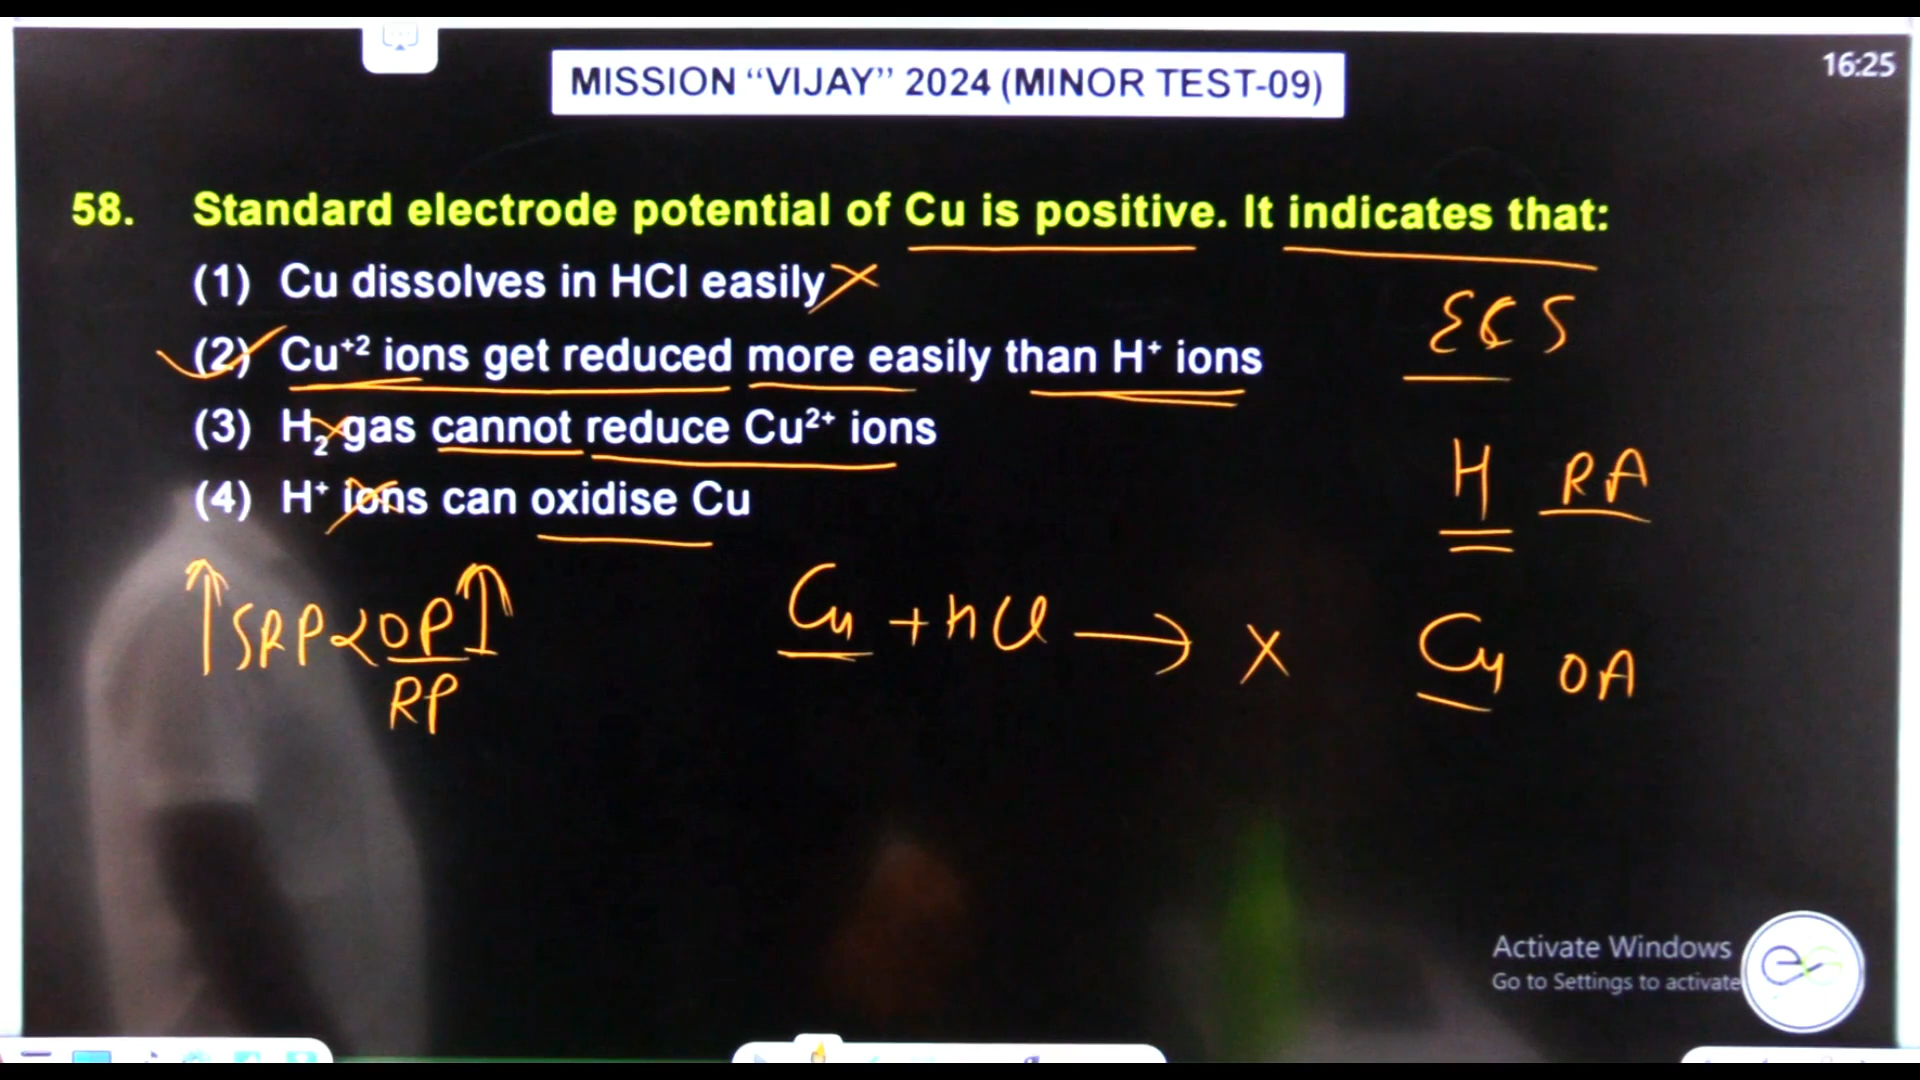 16:25
MISSION “VIJAY” 2024 (MINOR TEST-09)
58. Standard electrode potential of Cu is positive. It indicates that:
(1) Cu dissolves in HCl easily
(2) Cu⁺² ions get reduced more easily than H⁺ ions
(3) H₂ gas cannot reduce Cu²⁺ ions
(4) H⁺ ions can oxidise Cu
ECS
H RA
↑ SRP ∝ OP ↑
RP
Cu + HCl → X
Cu OA
Activate Windows
Go to Settings to activate